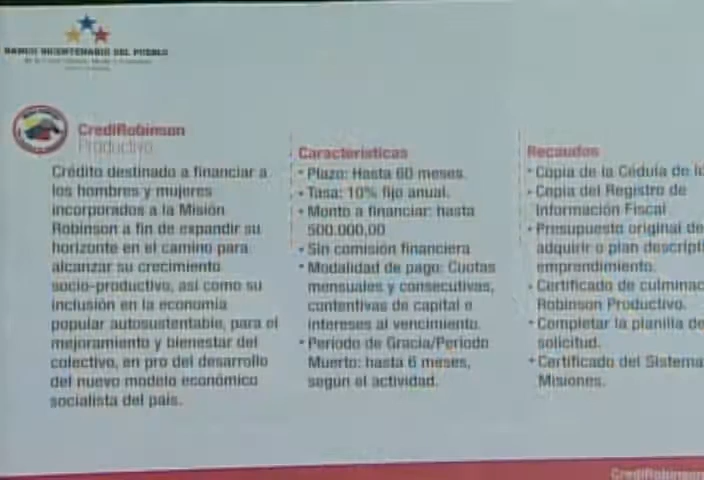 BANCO BICENTENARIO DEL PUEBLO
CrediRobinson
Productivo
Crédito destinado a financiar a
los hombres y mujeres
incorporados a la Misión
Robinson a fin de expandir su
horizonte en el camino para
alcanzar su crecimiento
socio-productivo, así como su
inclusión en la economía
popular autosustentable, para el
mejoramiento y bienestar del
colectivo, en pro del desarrollo
del nuevo modelo económico
socialista del país.
Características
• Plazo: Hasta 60 meses.
• Tasa: 10% fijo anual.
• Monto a financiar: hasta
500.000,00
• Sin comisión financiera
• Modalidad de pago: Cuotas
mensuales y consecutivas,
contentivas de capital e
intereses al vencimiento.
• Período de Gracia/Período
Muerto: hasta 6 meses,
según el actividad.
Recaudos
• Copia de la Cédula de
• Copia del Registro de
Información Fiscal
• Presupuesto original de
adquirir o plan descripti
emprendimiento.
• Certificado de culminac
Robinson Productivo.
• Completar la planilla de
solicitud.
• Certificado del Sistema
Misiones.
CrediRobinson